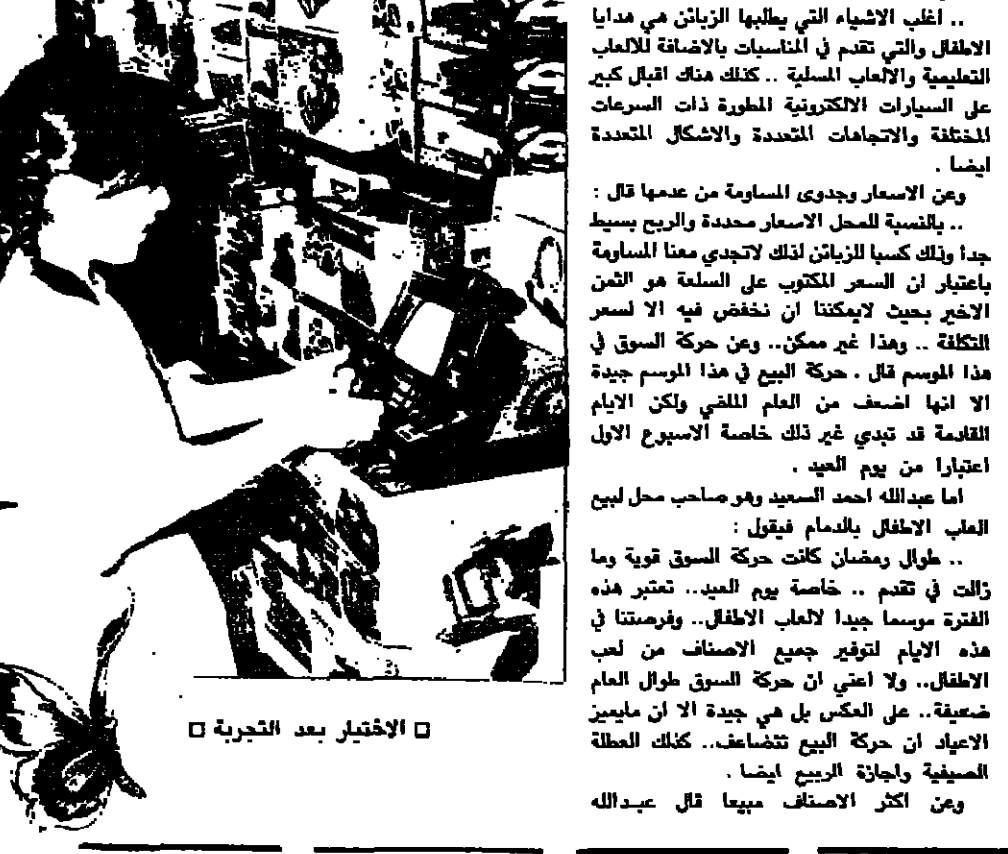 .. اغلب الاشياء التي يطلبها الزبائن هي هدايا
الاطفال والتي تقدم في المناسبات بالاضافة للالعاب
التعليمية والالعاب المسلية .. كذلك هناك اقبال كبير
على السيارات الالكترونية المطورة ذات السرعات
المختلفة والاتجاهات المتعددة والاشكال المتعددة
ايضا .
وعن الاسعار وجدوى المساومة من عدمها قال :
.. بالنسبة للمحل الاسعار محددة والربح بسيط
جدا وذلك كسبا للزبائن لذلك لاتجدي معنا المساومة
باعتبار ان السعر المكتوب على السلعة هو الثمن
الاخير بحيث لايمكننا ان نخفض فيه الا لسعر
التكلفة .. وهذا غير ممكن.. وعن حركة السوق في
هذا الموسم قال . حركة البيع في هذا الموسم جيدة
الا انها اضعف من العام الماضي ولكن الايام
القادمة قد تبدي غير ذلك خاصة الاسبوع الاول
اعتبارا من يوم العيد .
اما عبدالله احمد السعيد وهو صاحب محل لبيع
العاب الاطفال بالدمام فيقول :
.. طوال رمضان كانت حركة السوق قوية وما
زالت في تقدم .. خاصة يوم العيد.. تعتبر هذه
الفترة موسما جيدا لالعاب الاطفال.. وفرصتنا في
هذه الايام لتوفير جميع الاصناف من لعب
الاطفال.. ولا اعني ان حركة السوق طوال العام
ضعيفة.. على العكس بل هي جيدة الا ان مايميز
الاعياد ان حركة البيع تتضاعف.. كذلك العطلة
الصيفية واجازة الربيع ايضا .
وعن اكثر الاصناف مبيعا قال عبدالله
□ الاختيار بعد التجربة □